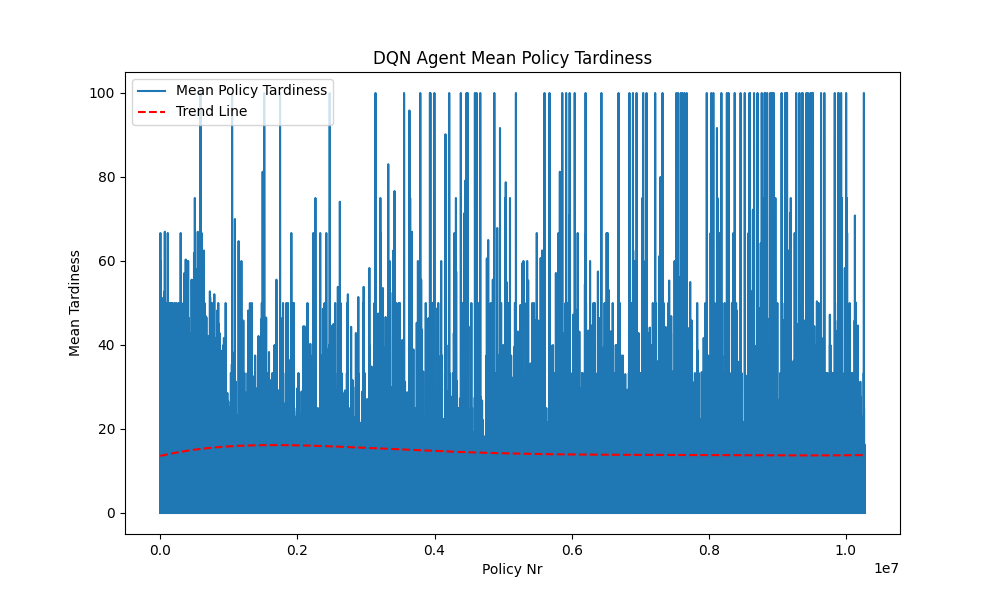 DQN Agent Mean Policy Tardiness
Mean Policy Tardiness
Trend Line
Mean Tardiness
100
80
60
40
20
0
0.0 0.2 0.4 0.6 0.8 1.0
1e7
Policy Nr